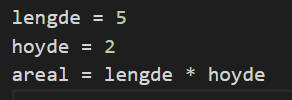 lengde = 5
hoyde = 2
areal = lengde * hoyde